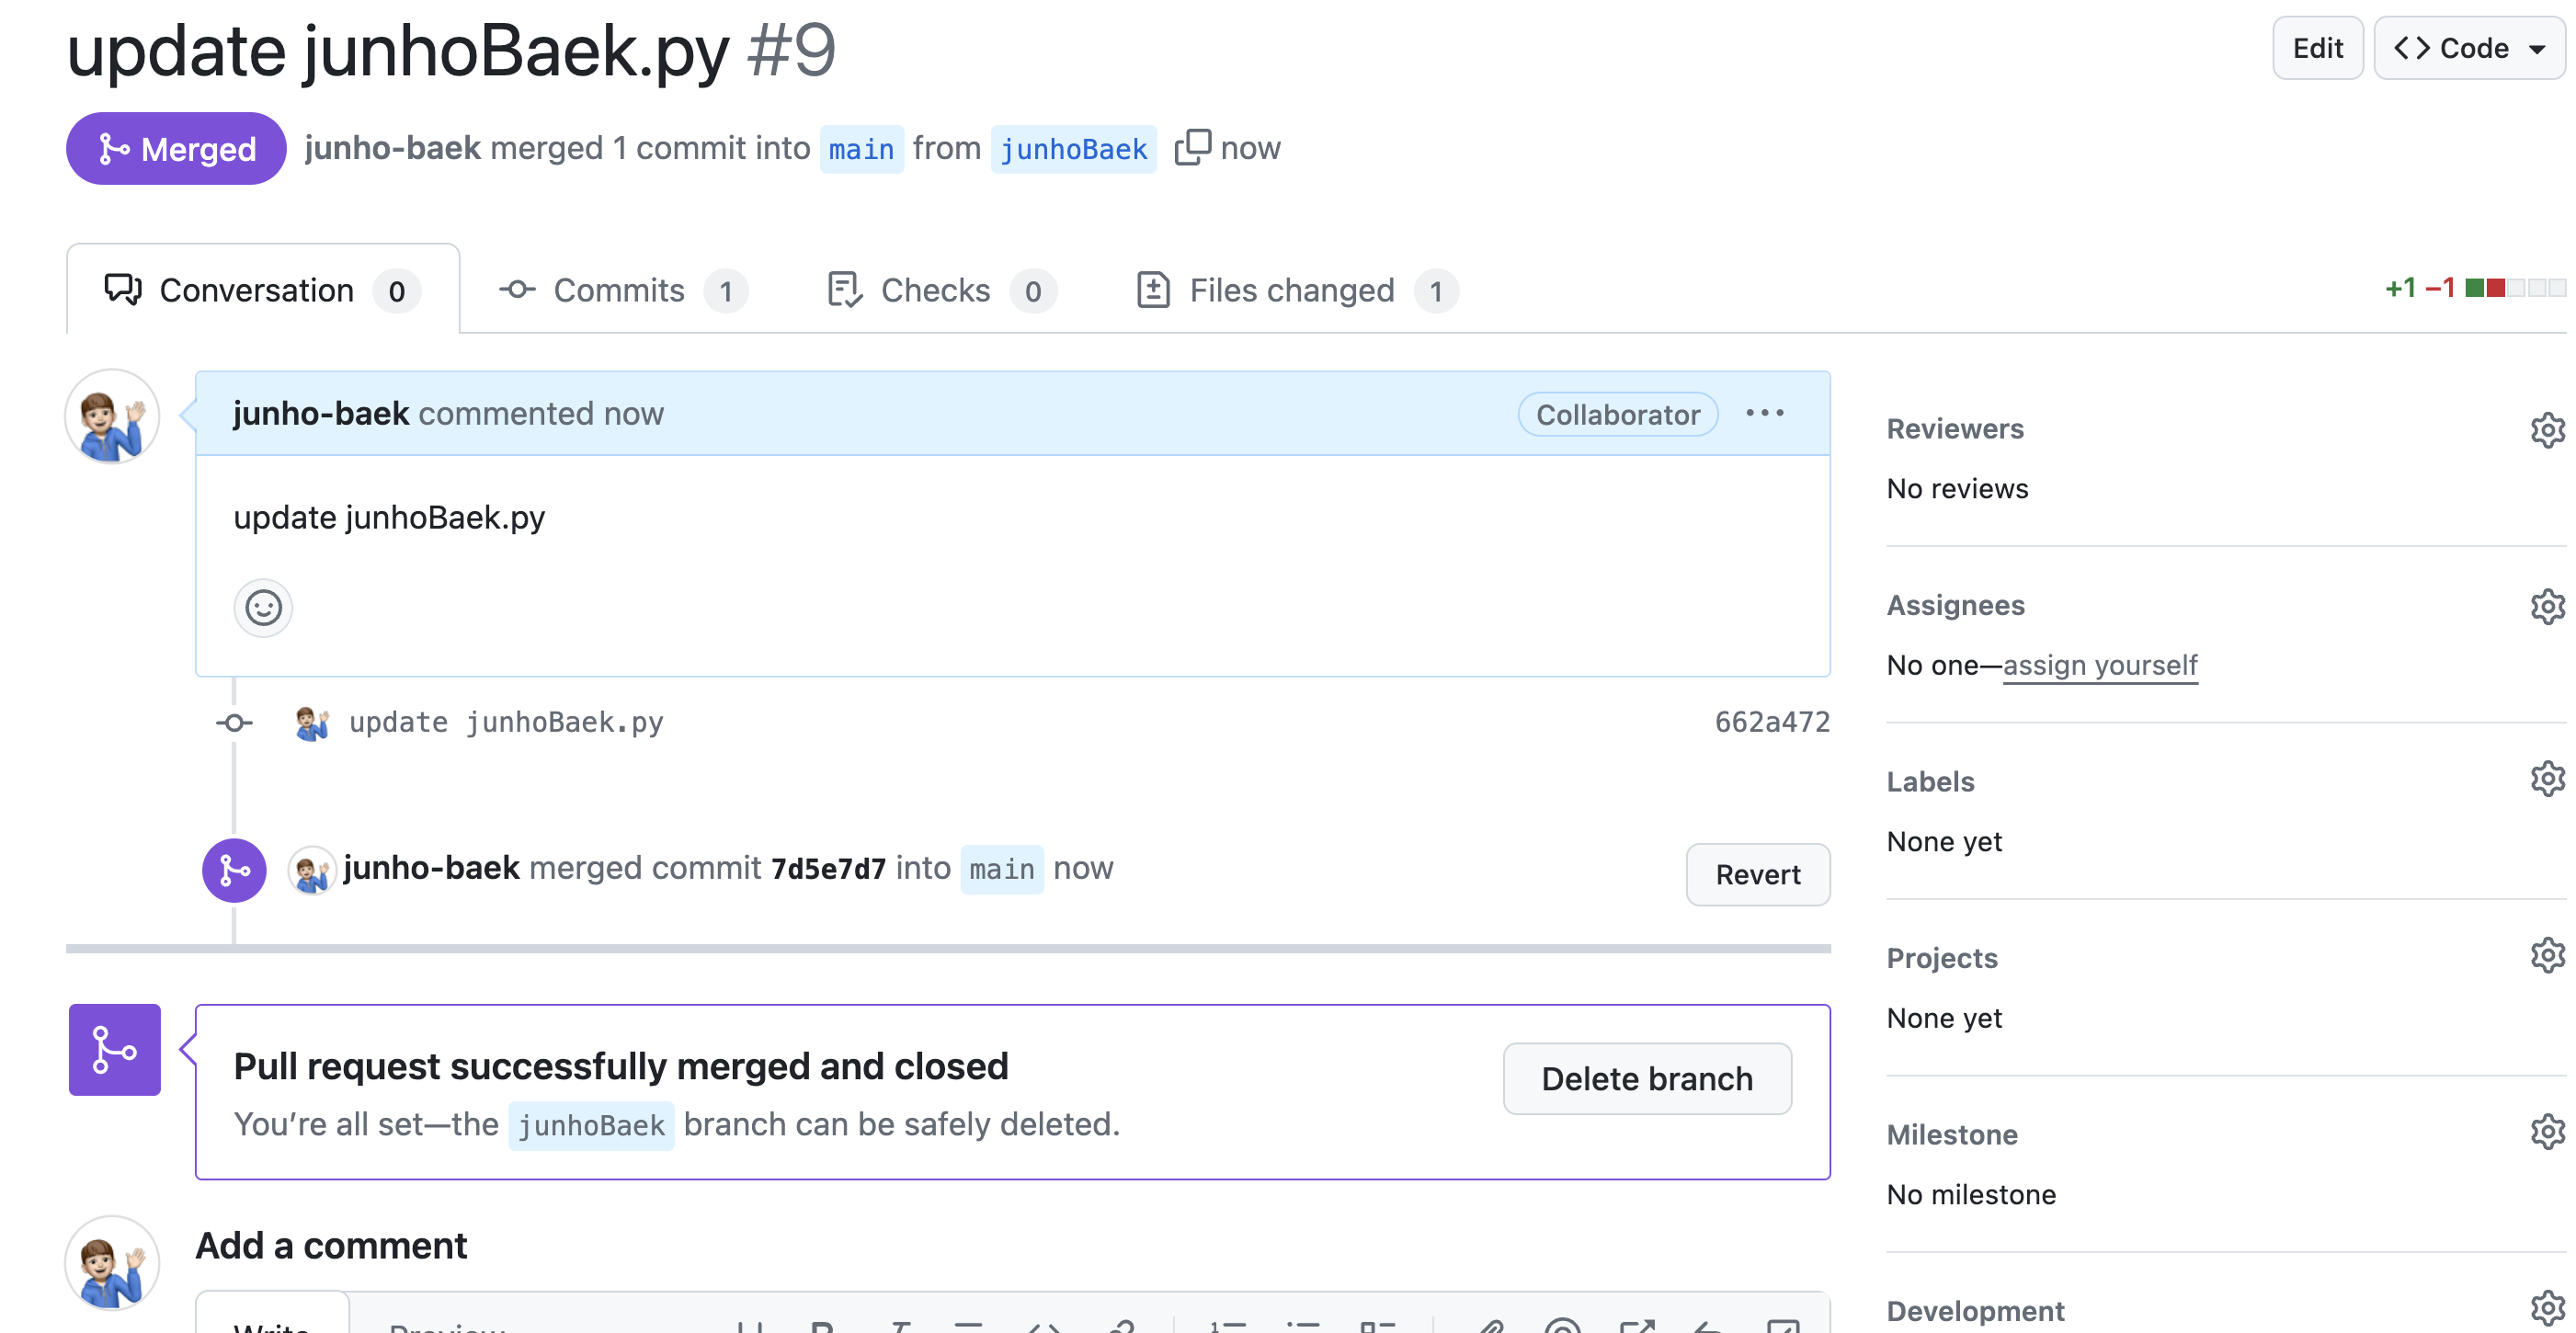 update junhoBaek.py #9
Edit
Code
Merged
junho-baek merged 1 commit into main from junhoBaek now
Conversation 0
Commits 1
Checks 0
Files changed 1
+1 −1
junho-baek commented now
Collaborator
update junhoBaek.py
update junhoBaek.py
662a472
junho-baek merged commit 7d5e7d7 into main now
Revert
Pull request successfully merged and closed
You’re all set—the junhoBaek branch can be safely deleted.
Delete branch
Add a comment
Write
Preview
Reviewers
No reviews
Assignees
No one—assign yourself
Labels
None yet
Projects
None yet
Milestone
No milestone
Development